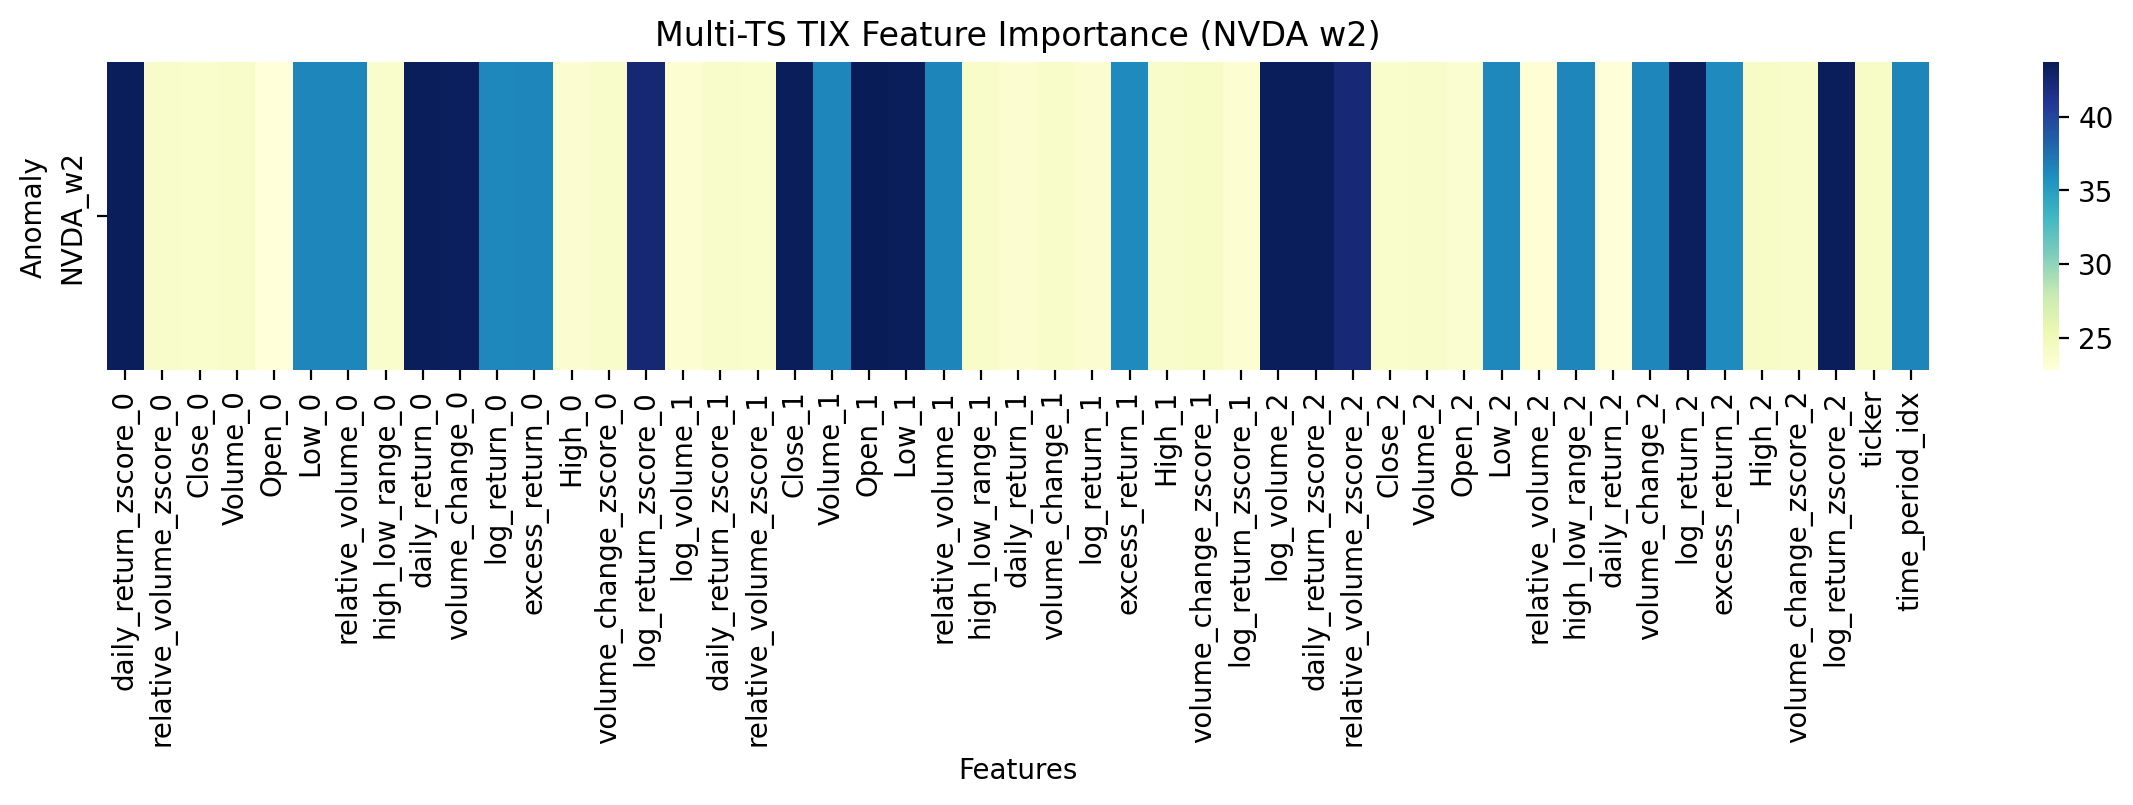 Multi-TS TIX Feature Importance (NVDA w2)
Anomaly
NVDA_w2
40
35
30
25
daily_return_zscore_0
relative_volume_zscore_0
Close_0
Volume_0
Open_0
Low_0
relative_volume_0
high_low_range_0
daily_return_0
volume_change_0
log_return_0
excess_return_0
High_0
volume_change_zscore_0
log_return_zscore_0
log_volume_1
daily_return_zscore_1
relative_volume_zscore_1
Close_1
Volume_1
Open_1
Low_1
relative_volume_1
high_low_range_1
daily_return_1
volume_change_1
log_return_1
excess_return_1
High_1
volume_change_zscore_1
log_return_zscore_1
log_volume_2
daily_return_zscore_2
relative_volume_zscore_2
Close_2
Volume_2
Open_2
Low_2
relative_volume_2
high_low_range_2
daily_return_2
volume_change_2
log_return_2
excess_return_2
High_2
volume_change_zscore_2
log_return_zscore_2
ticker
time_period_idx
Features